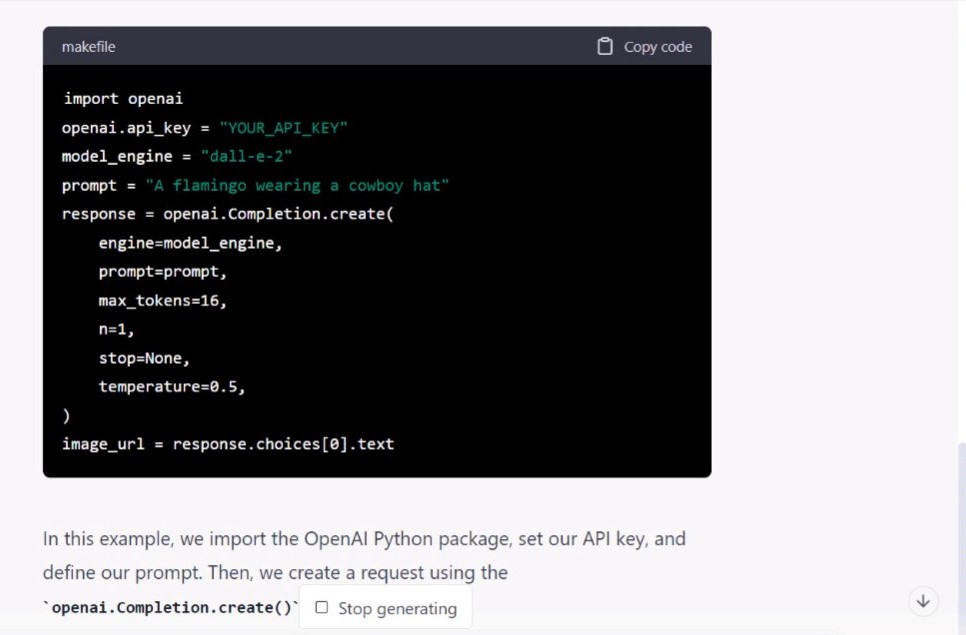 makefile Copy code
import openai
openai.api_key = "YOUR_API_KEY"
model_engine = "dall-e-2"
prompt = "A flamingo wearing a cowboy hat"
response = openai.Completion.create(
    engine=model_engine,
    prompt=prompt,
    max_tokens=16,
    n=1,
    stop=None,
    temperature=0.5,
)
image_url = response.choices[0].text
In this example, we import the OpenAI Python package, set our API key, and
define our prompt. Then, we create a request using the
`openai.Completion.create()` Stop generating